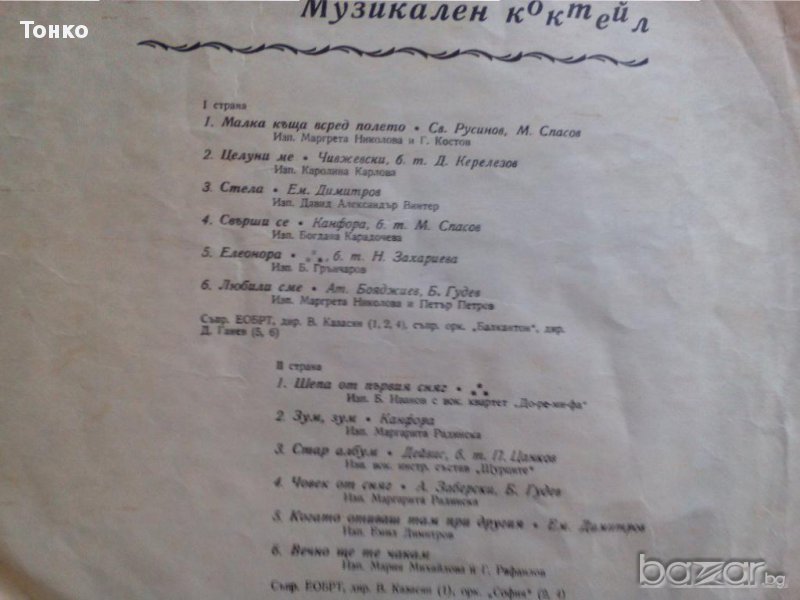 Тонко
Музикален коктейл
I страна
1. Малка къща всред полето • Св. Русинов, М. Спасов
Изп. Маргрета Николова и Г. Костов
2. Целуни ме • Чивжевски, б. т. Д. Керелезов
Изп. Каролина Карлова
3. Стела • Ем. Димитров
Изп. Давид Александър Винтер
4. Свърши се • Канфора, б. т. М. Спасов
Изп. Богдана Карадочева
5. Елеонора • ⁂, б. т. Н. Захариева
Изп. Б. Грънчаров
6. Любили сме • Ат. Бояджиев, Б. Гудев
Изп. Маргрета Николова и Петър Петров
Съпр. ЕОБРТ, дир. В. Казасян (1, 2, 4), съпр. орк. „Балкантон“, дир.
Д. Ганев (5, 6)
II страна
1. Шепа от първия сняг • ⁂
Изп. Б. Иванов с вок. квартет „До-ре-ми-фа“
2. Зум, зум • Канфора
Изп. Маргарита Радинска
3. Стар албум • Дейвис, б. т. П. Цанков
Изп. вок. инстр. състав „Щурците“
4. Човек от сняг • А. Заберски, Б. Гудев
Изп. Маргарита Радинска
5. Когато отиваш там при другия • Ем. Димитров
Изп. Емил Димитров
6. Вечно ще те чакам
Изп. Мария Михайлова и Г. Рафаилов
Съпр. ЕОБРТ, дир. В. Казасян (1), орк. „София“ (2, 4)
bazar.bg